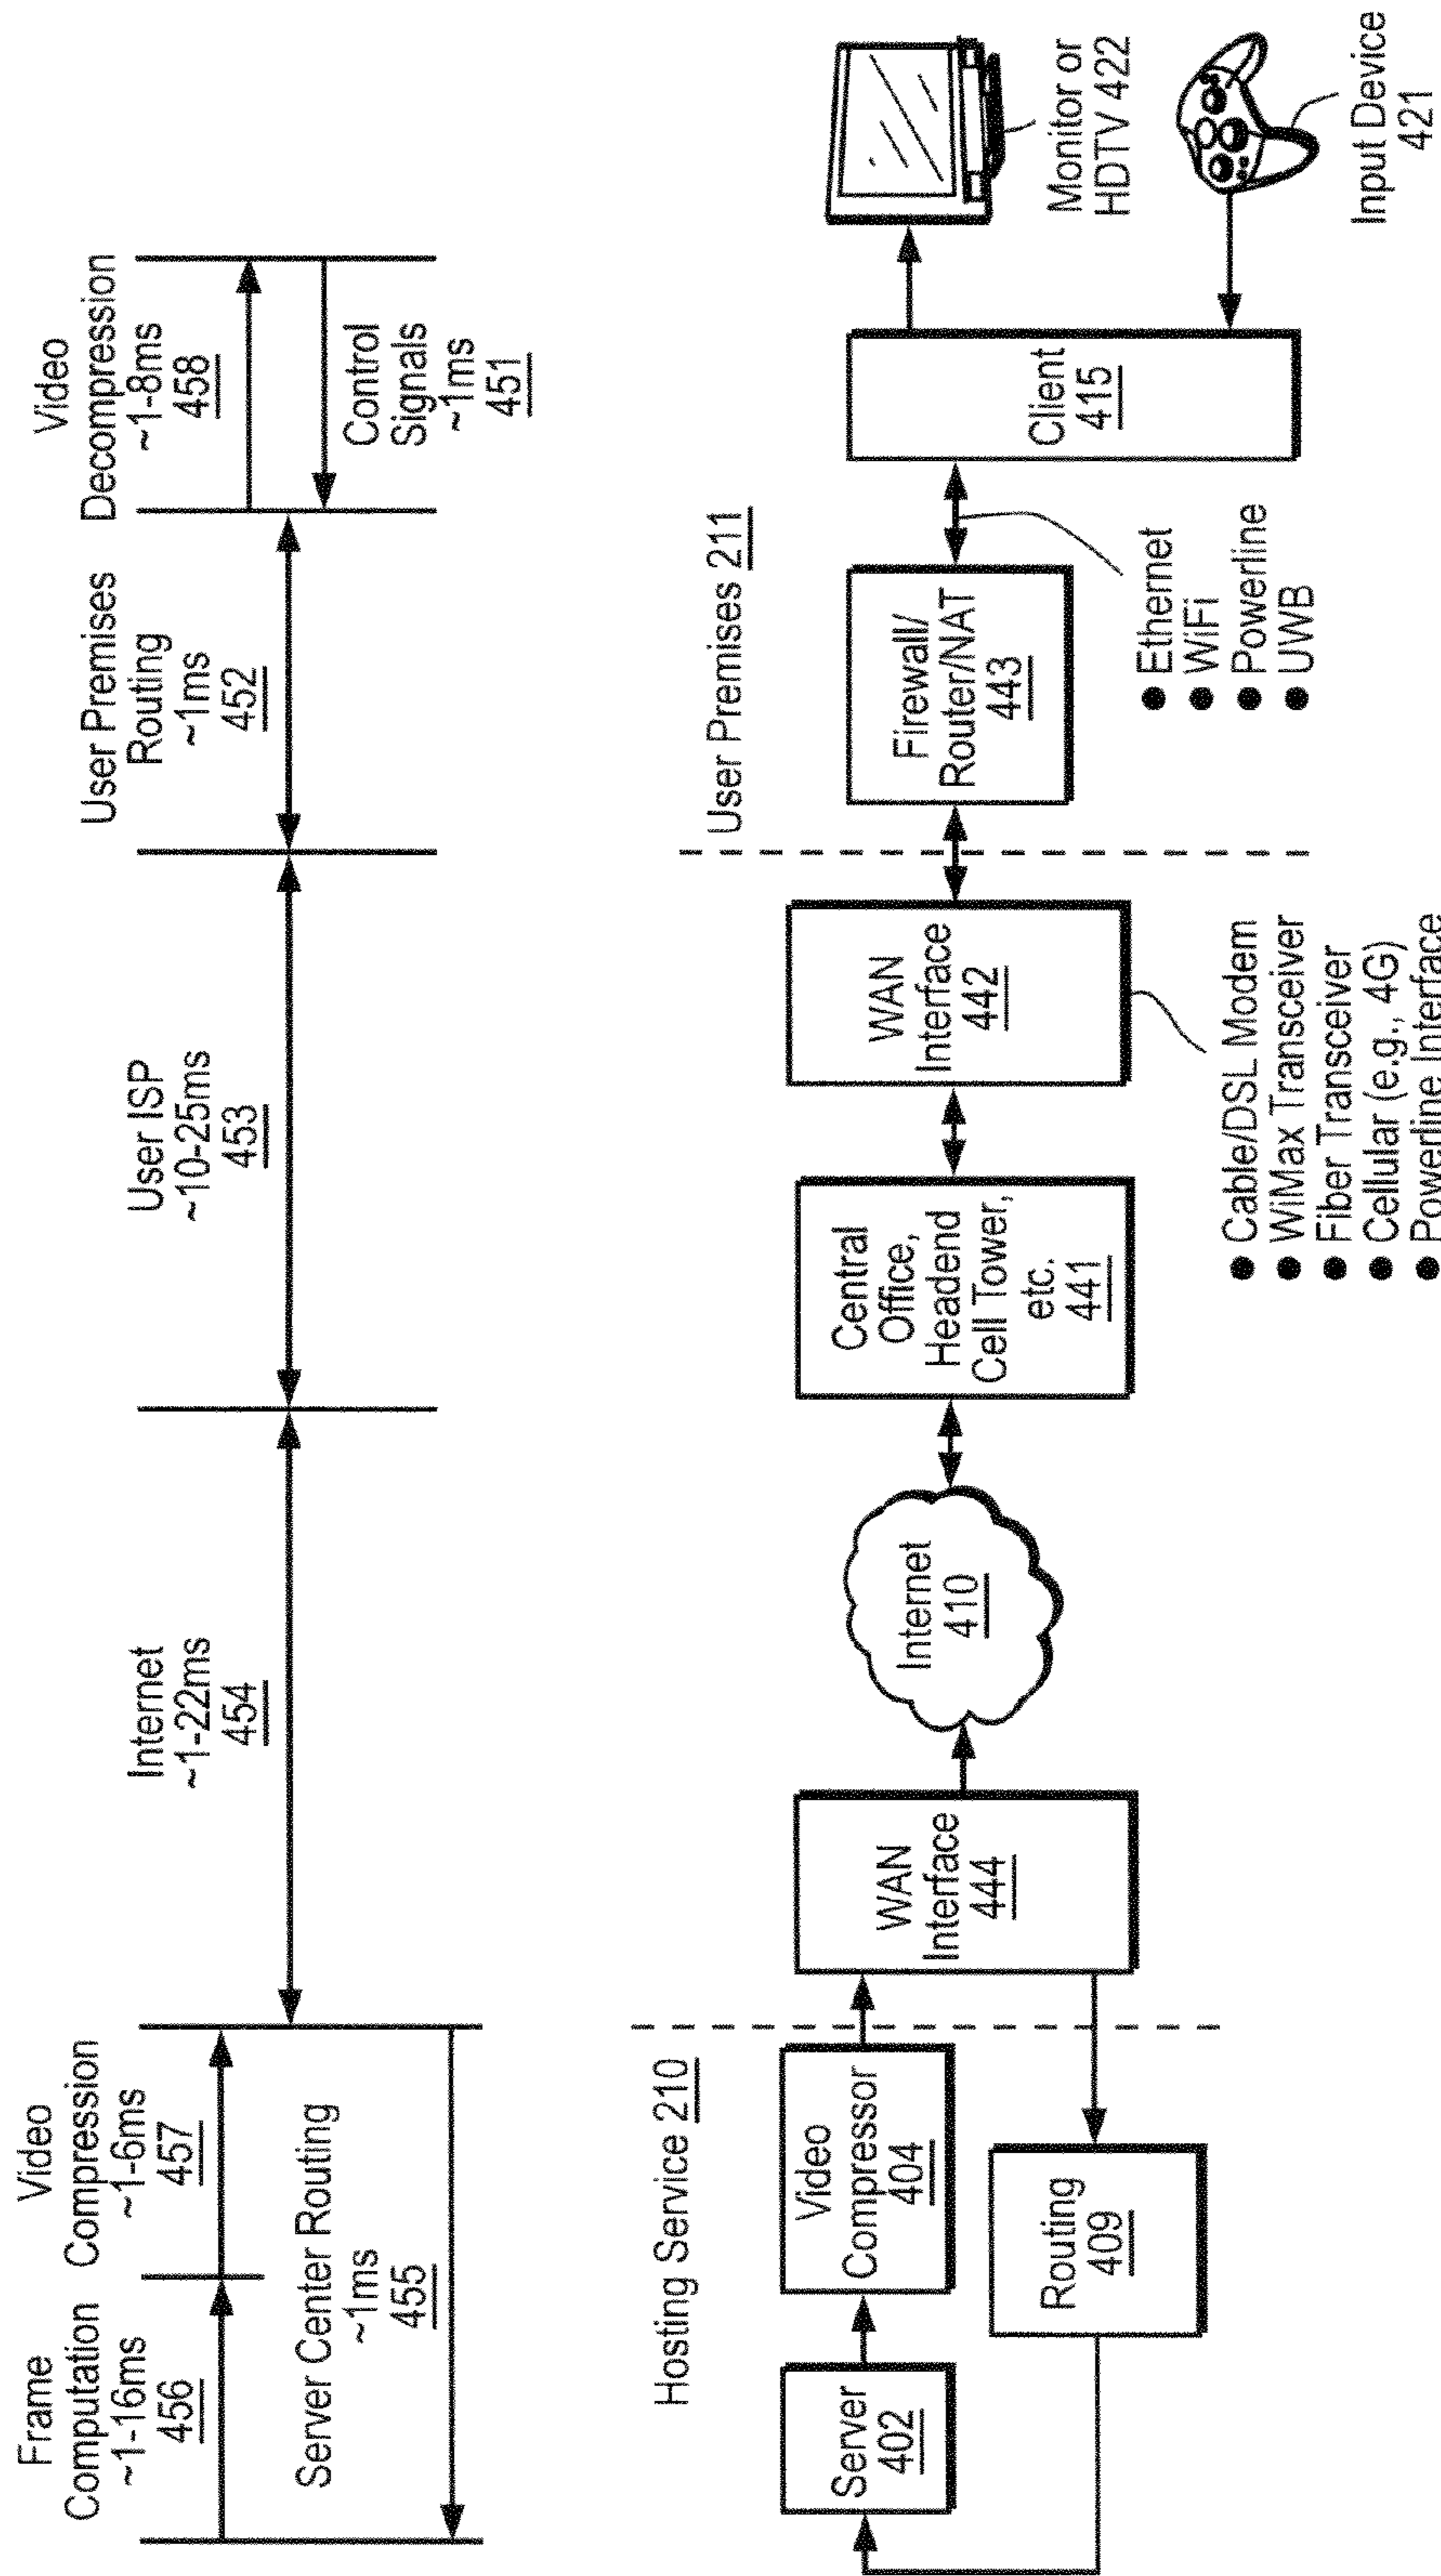 Frame
Computation
~1-16ms
456
Video
Compression
~1-6ms
457
Server Center Routing
~1ms
455
Internet
~1-22ms
454
User ISP
~10-25ms
453
User Premises
Routing
~1ms
452
Video
Decompression
~1-8ms
458
Control
Signals
~1ms
451
Hosting Service 210
Server
402
Video
Compressor
404
Routing
409
WAN
Interface
444
Internet
410
Central
Office,
Headend
Cell Tower,
etc.
441
WAN
Interface
442
● Cable/DSL Modem
● WiMax Transceiver
● Fiber Transceiver
● Cellular (e.g., 4G)
● Powerline Interface
User Premises 211
Firewall/
Router/NAT
443
● Ethernet
● WiFi
● Powerline
● UWB
Client
415
Monitor or
HDTV 422
Input Device
421